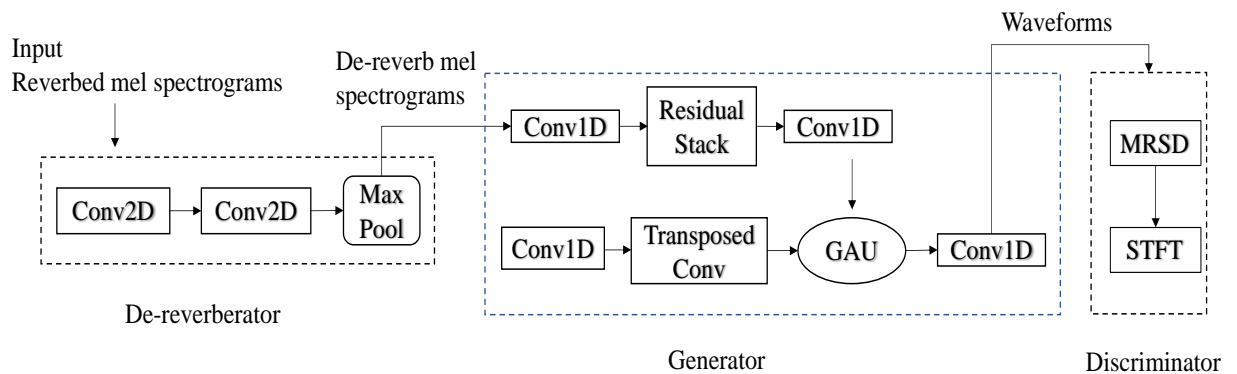 Input
Reverbed mel spectrograms
Conv2D
Conv2D
Max
Pool
De-reverberator
De-reverb mel
spectrograms
Conv1D
Residual
Stack
Conv1D
Conv1D
Transposed
Conv
GAU
Conv1D
Generator
Waveforms
MRSD
STFT
Discriminator